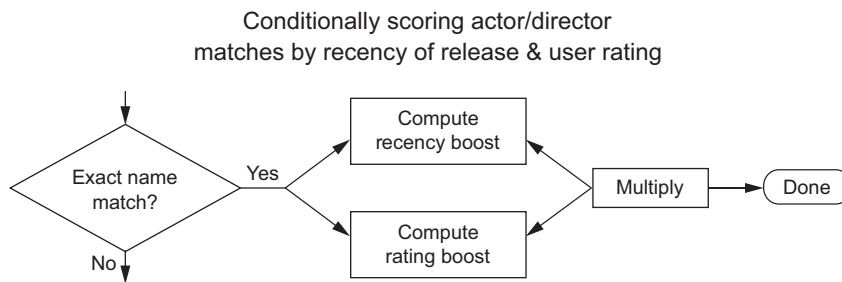 Conditionally scoring actor/director
matches by recency of release & user rating
Exact name
match?
Yes
No
Compute
recency boost
Compute
rating boost
Multiply
Done